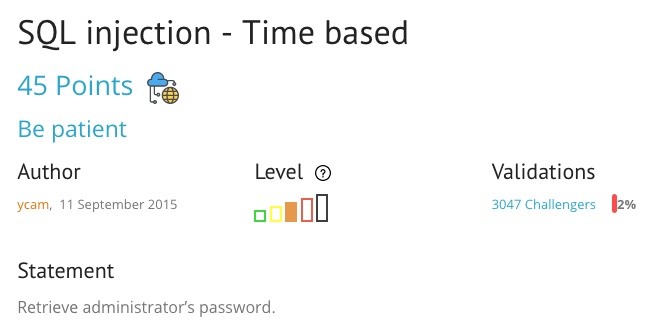 SQL injection - Time based
45 Points
Be patient
Author
Level ?
Validations
ycam, 11 September 2015
3047 Challengers 2%
Statement
Retrieve administrator's password.